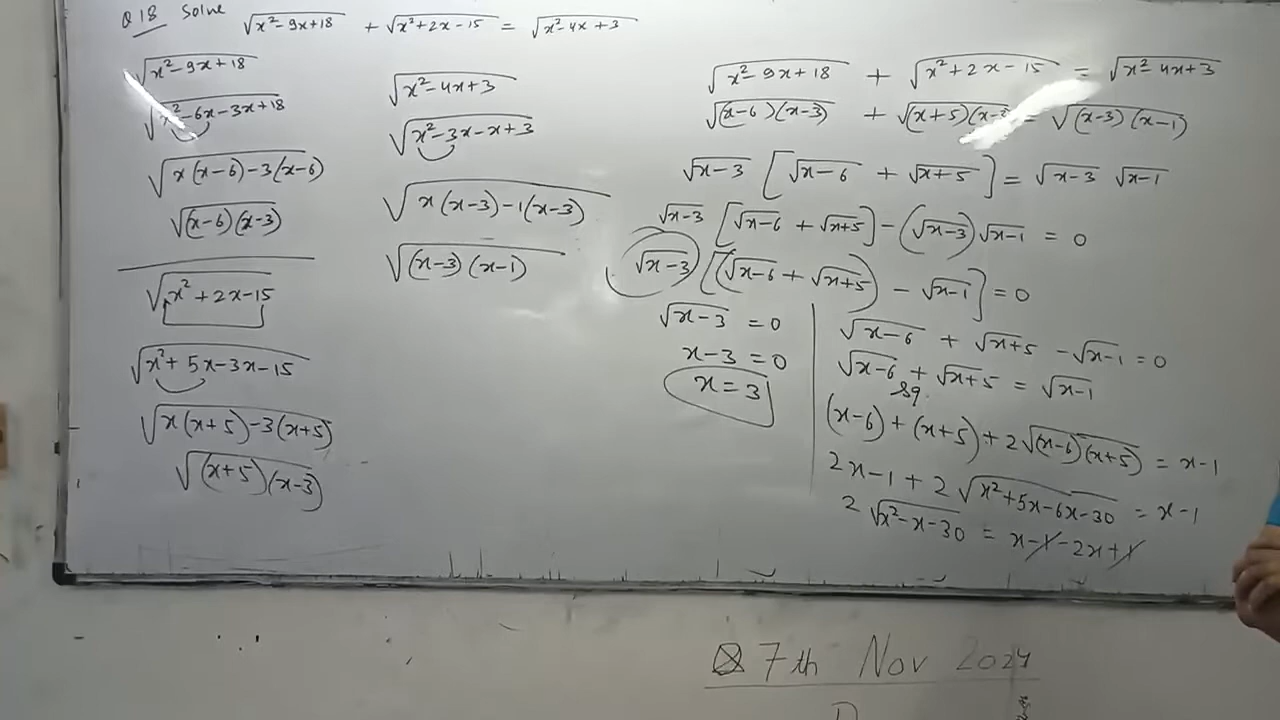 Q 18 Solve √(x²-9x+18) + √(x²+2x-15) = √(x²-4x+3)
√(x²-9x+18)
√(x²-6x-3x+18)
√(x(x-6)-3(x-6))
√((x-6)(x-3))
√(x²+2x-15)
√(x²+5x-3x-15)
√(x(x+5)-3(x+5))
√((x+5)(x-3))
√(x²-4x+3)
√(x²-3x-x+3)
√(x(x-3)-1(x-3))
√((x-3)(x-1))
√(x²-9x+18) + √(x²+2x-15) = √(x²-4x+3)
√((x-6)(x-3)) + √((x+5)(x- = √((x-3)(x-1))
√(x-3) [√(x-6) + √(x+5)] = √(x-3) √(x-1)
√(x-3) [√(x-6) + √(x+5)] - (√(x-3)) √(x-1) = 0
√(x-3) [(√(x-6) + √(x+5)) - √(x-1)] = 0
√(x-3) = 0
x-3 = 0
x = 3
√(x-6) + √(x+5) - √(x-1) = 0
√(x-6) + √(x+5) = √(x-1)
sq.
(x-6) + (x+5) + 2√((x-6)(x+5)) = x-1
2x-1 + 2√(x²+5x-6x-30) = x-1
2√(x²-x-30) = x-1-2x+1
7th Nov 2024